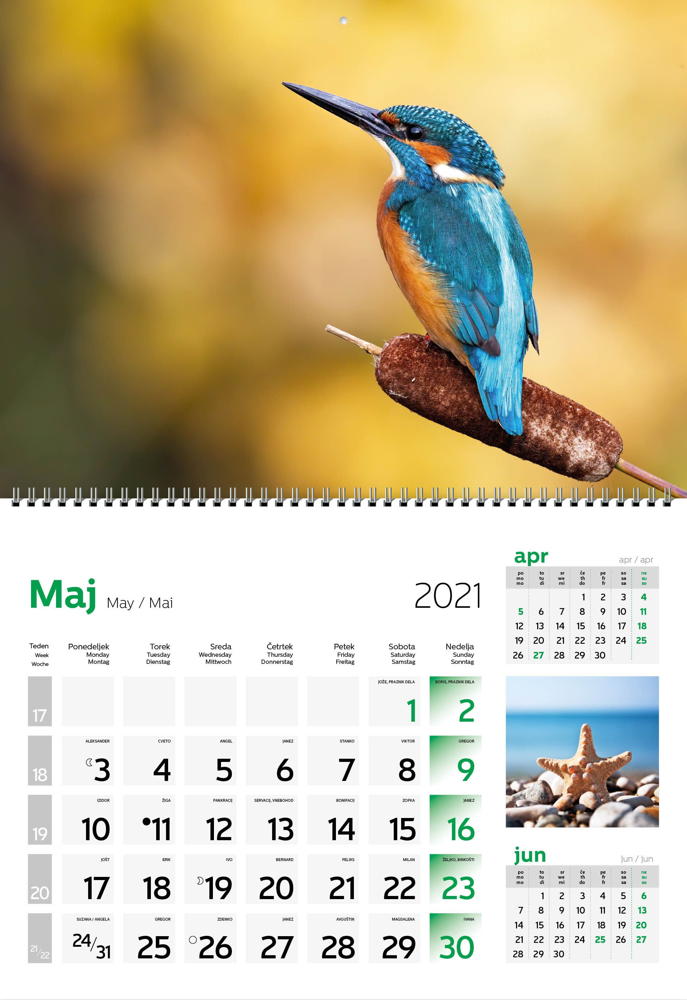 Maj May / Mai 2021
Teden Ponedeljek Torek Sreda Četrtek Petek Sobota Nedelja
Week Monday Tuesday Wednesday Thursday Friday Saturday Sunday
Woche Montag Dienstag Mittwoch Donnerstag Freitag Samstag Sonntag
JOŽE, PRAZNIK DELA BORIS, PRAZNIK DELA
17 1 2
ALEKSANDER CVETO ANGEL JANEZ STANKO VIKTOR GREGOR
18 3 4 5 6 7 8 9
IZIDOR ŽIGA PANKRACIJ SERVACIJ, VNEBOHOD BONIFACIJ ZOFKA JANEZ
19 10 11 12 13 14 15 16
JOŠT ERIK IVO BERNARD FELIKS MILAN ŽELJKO, BINKOŠTI
20 17 18 19 20 21 22 23
SUZANA / ANGELA GREGOR ZDENKO JANEZ AVGUŠTIN MAGDALENA IVANA
21/22 24/31 25 26 27 28 29 30
apr apr / apr
po to sr če pe so ne
mo tu we th fr sa su
mo di mi do fr sa so
1 2 3 4
5 6 7 8 9 10 11
12 13 14 15 16 17 18
19 20 21 22 23 24 25
26 27 28 29 30
jun jun / jun
po to sr če pe so ne
mo tu we th fr sa su
mo di mi do fr sa so
1 2 3 4 5 6
7 8 9 10 11 12 13
14 15 16 17 18 19 20
21 22 23 24 25 26 27
28 29 30